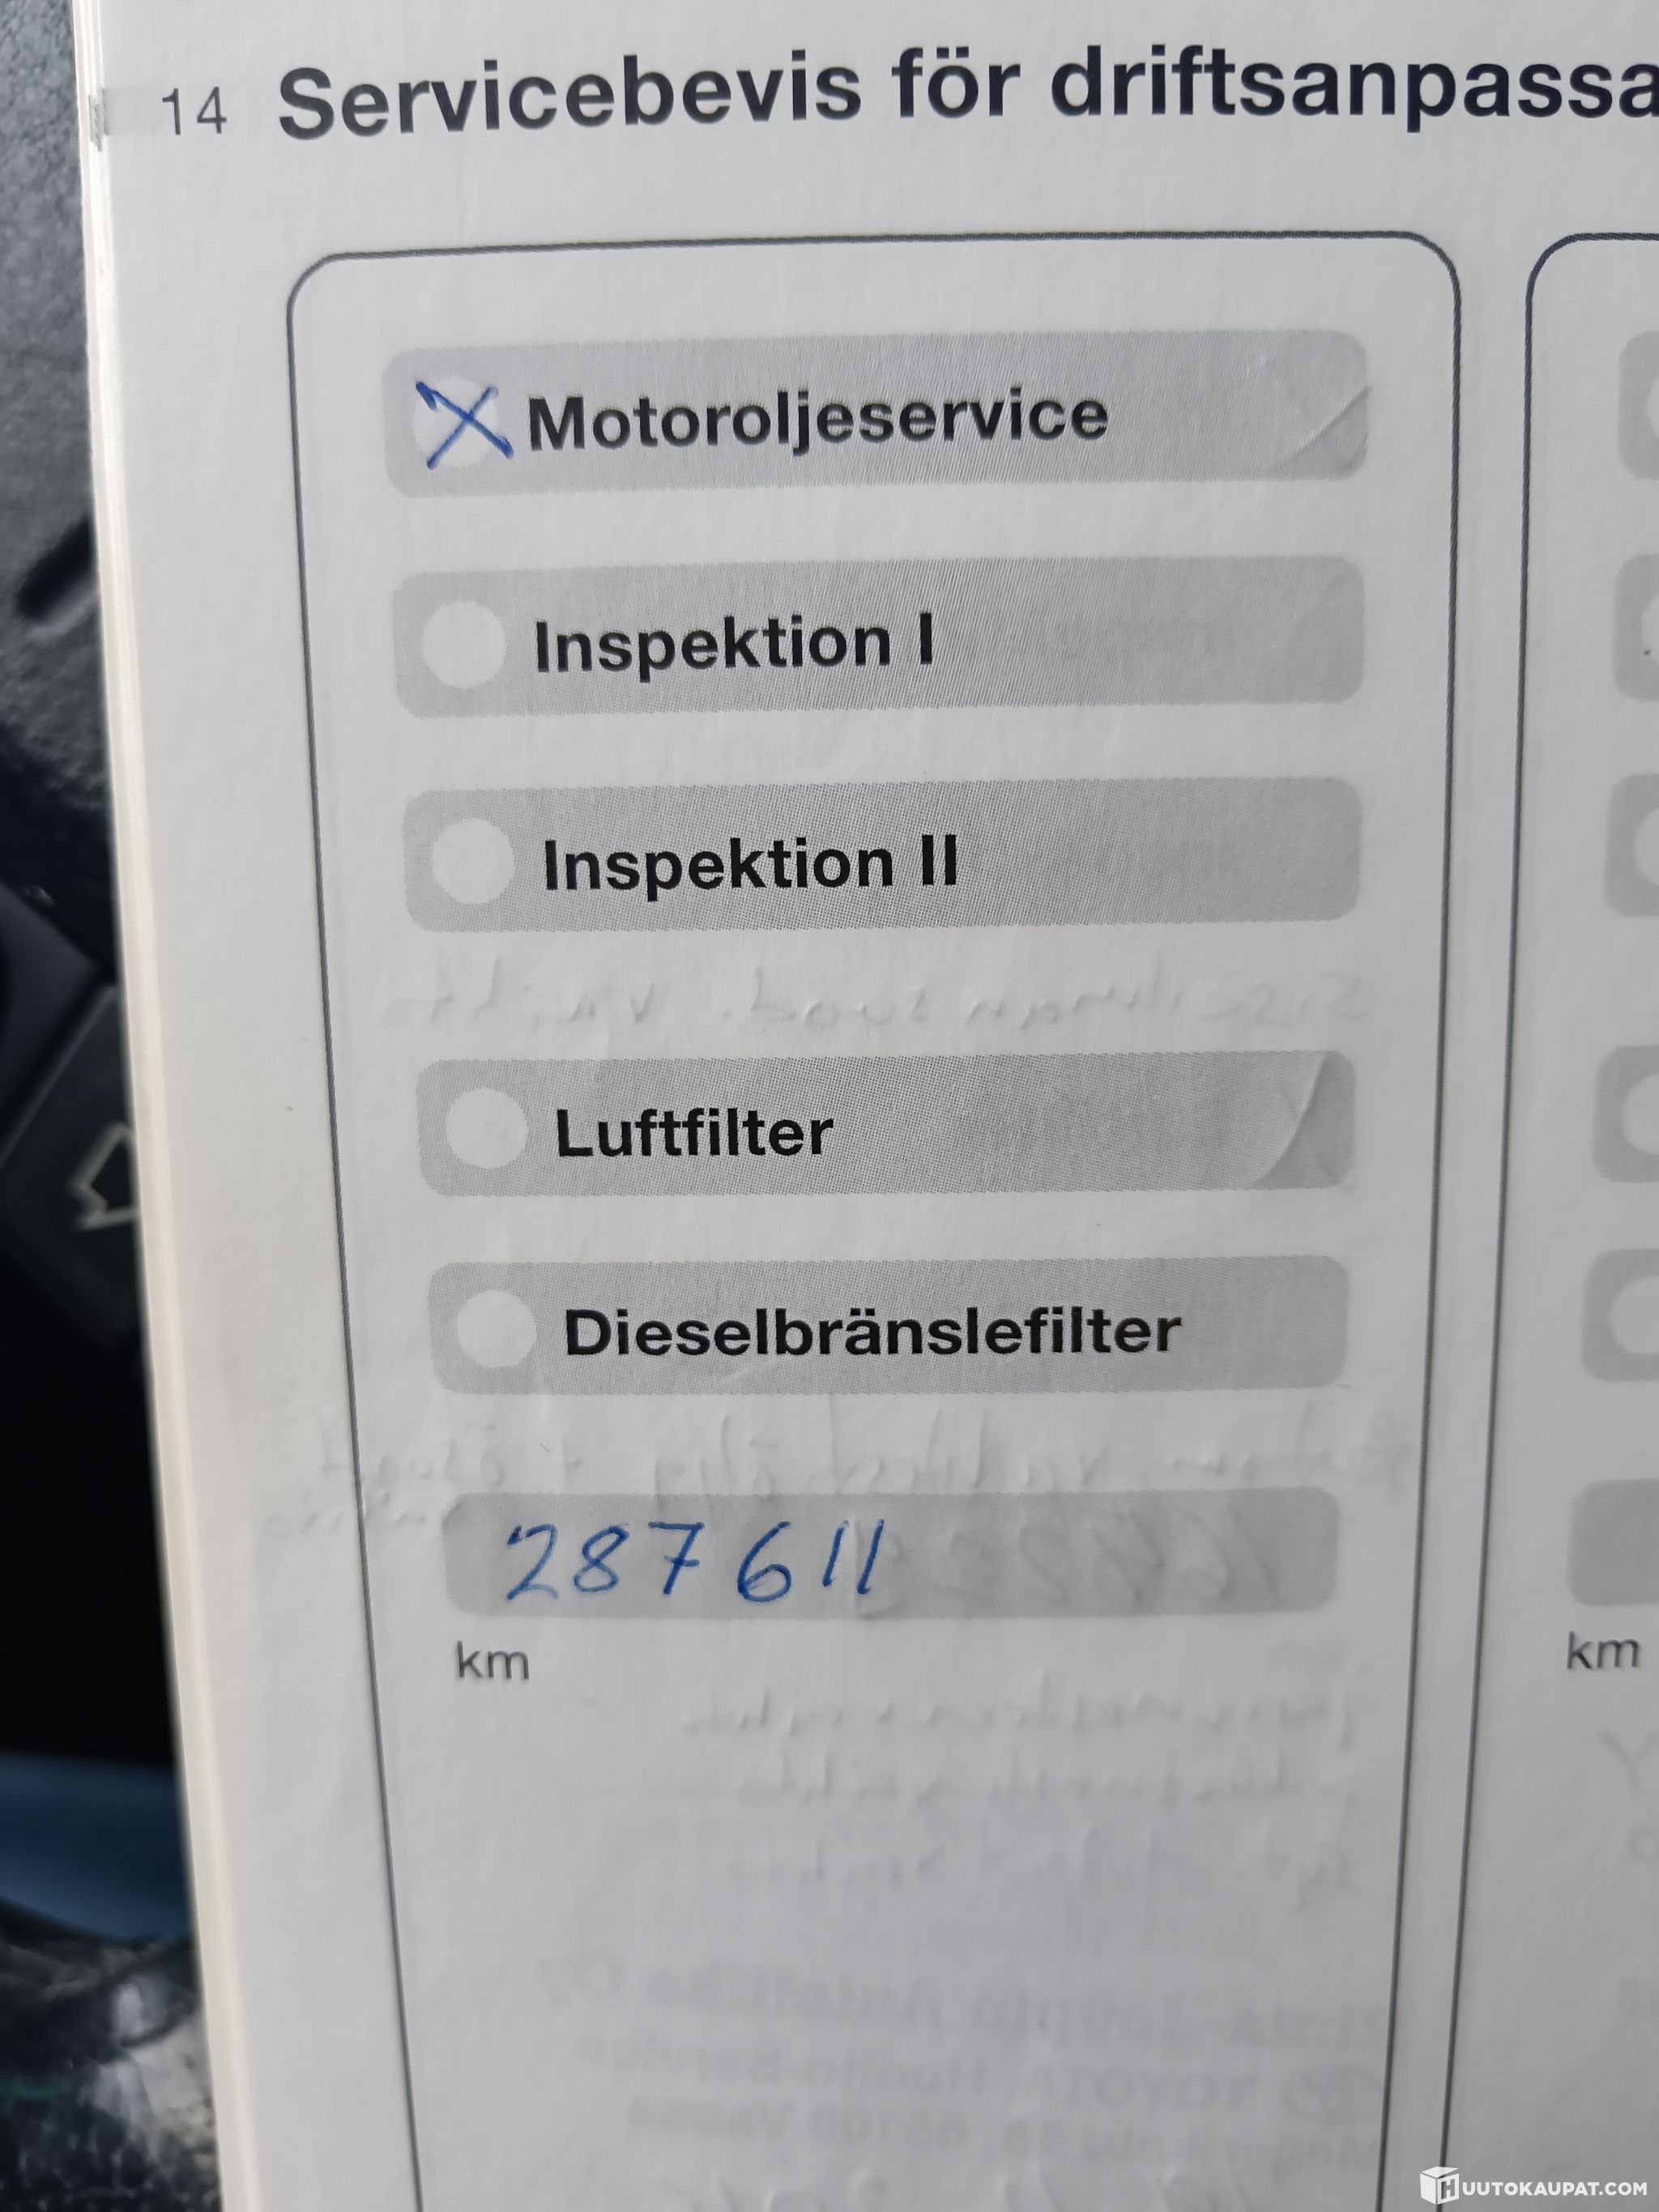 14 Servicebevis för driftsanpassa
X Motoroljeservice
Inspektion I
Inspektion II
Luftfilter
Dieselbränslefilter
287611
km
km
HUUTOKAUPAT.COM